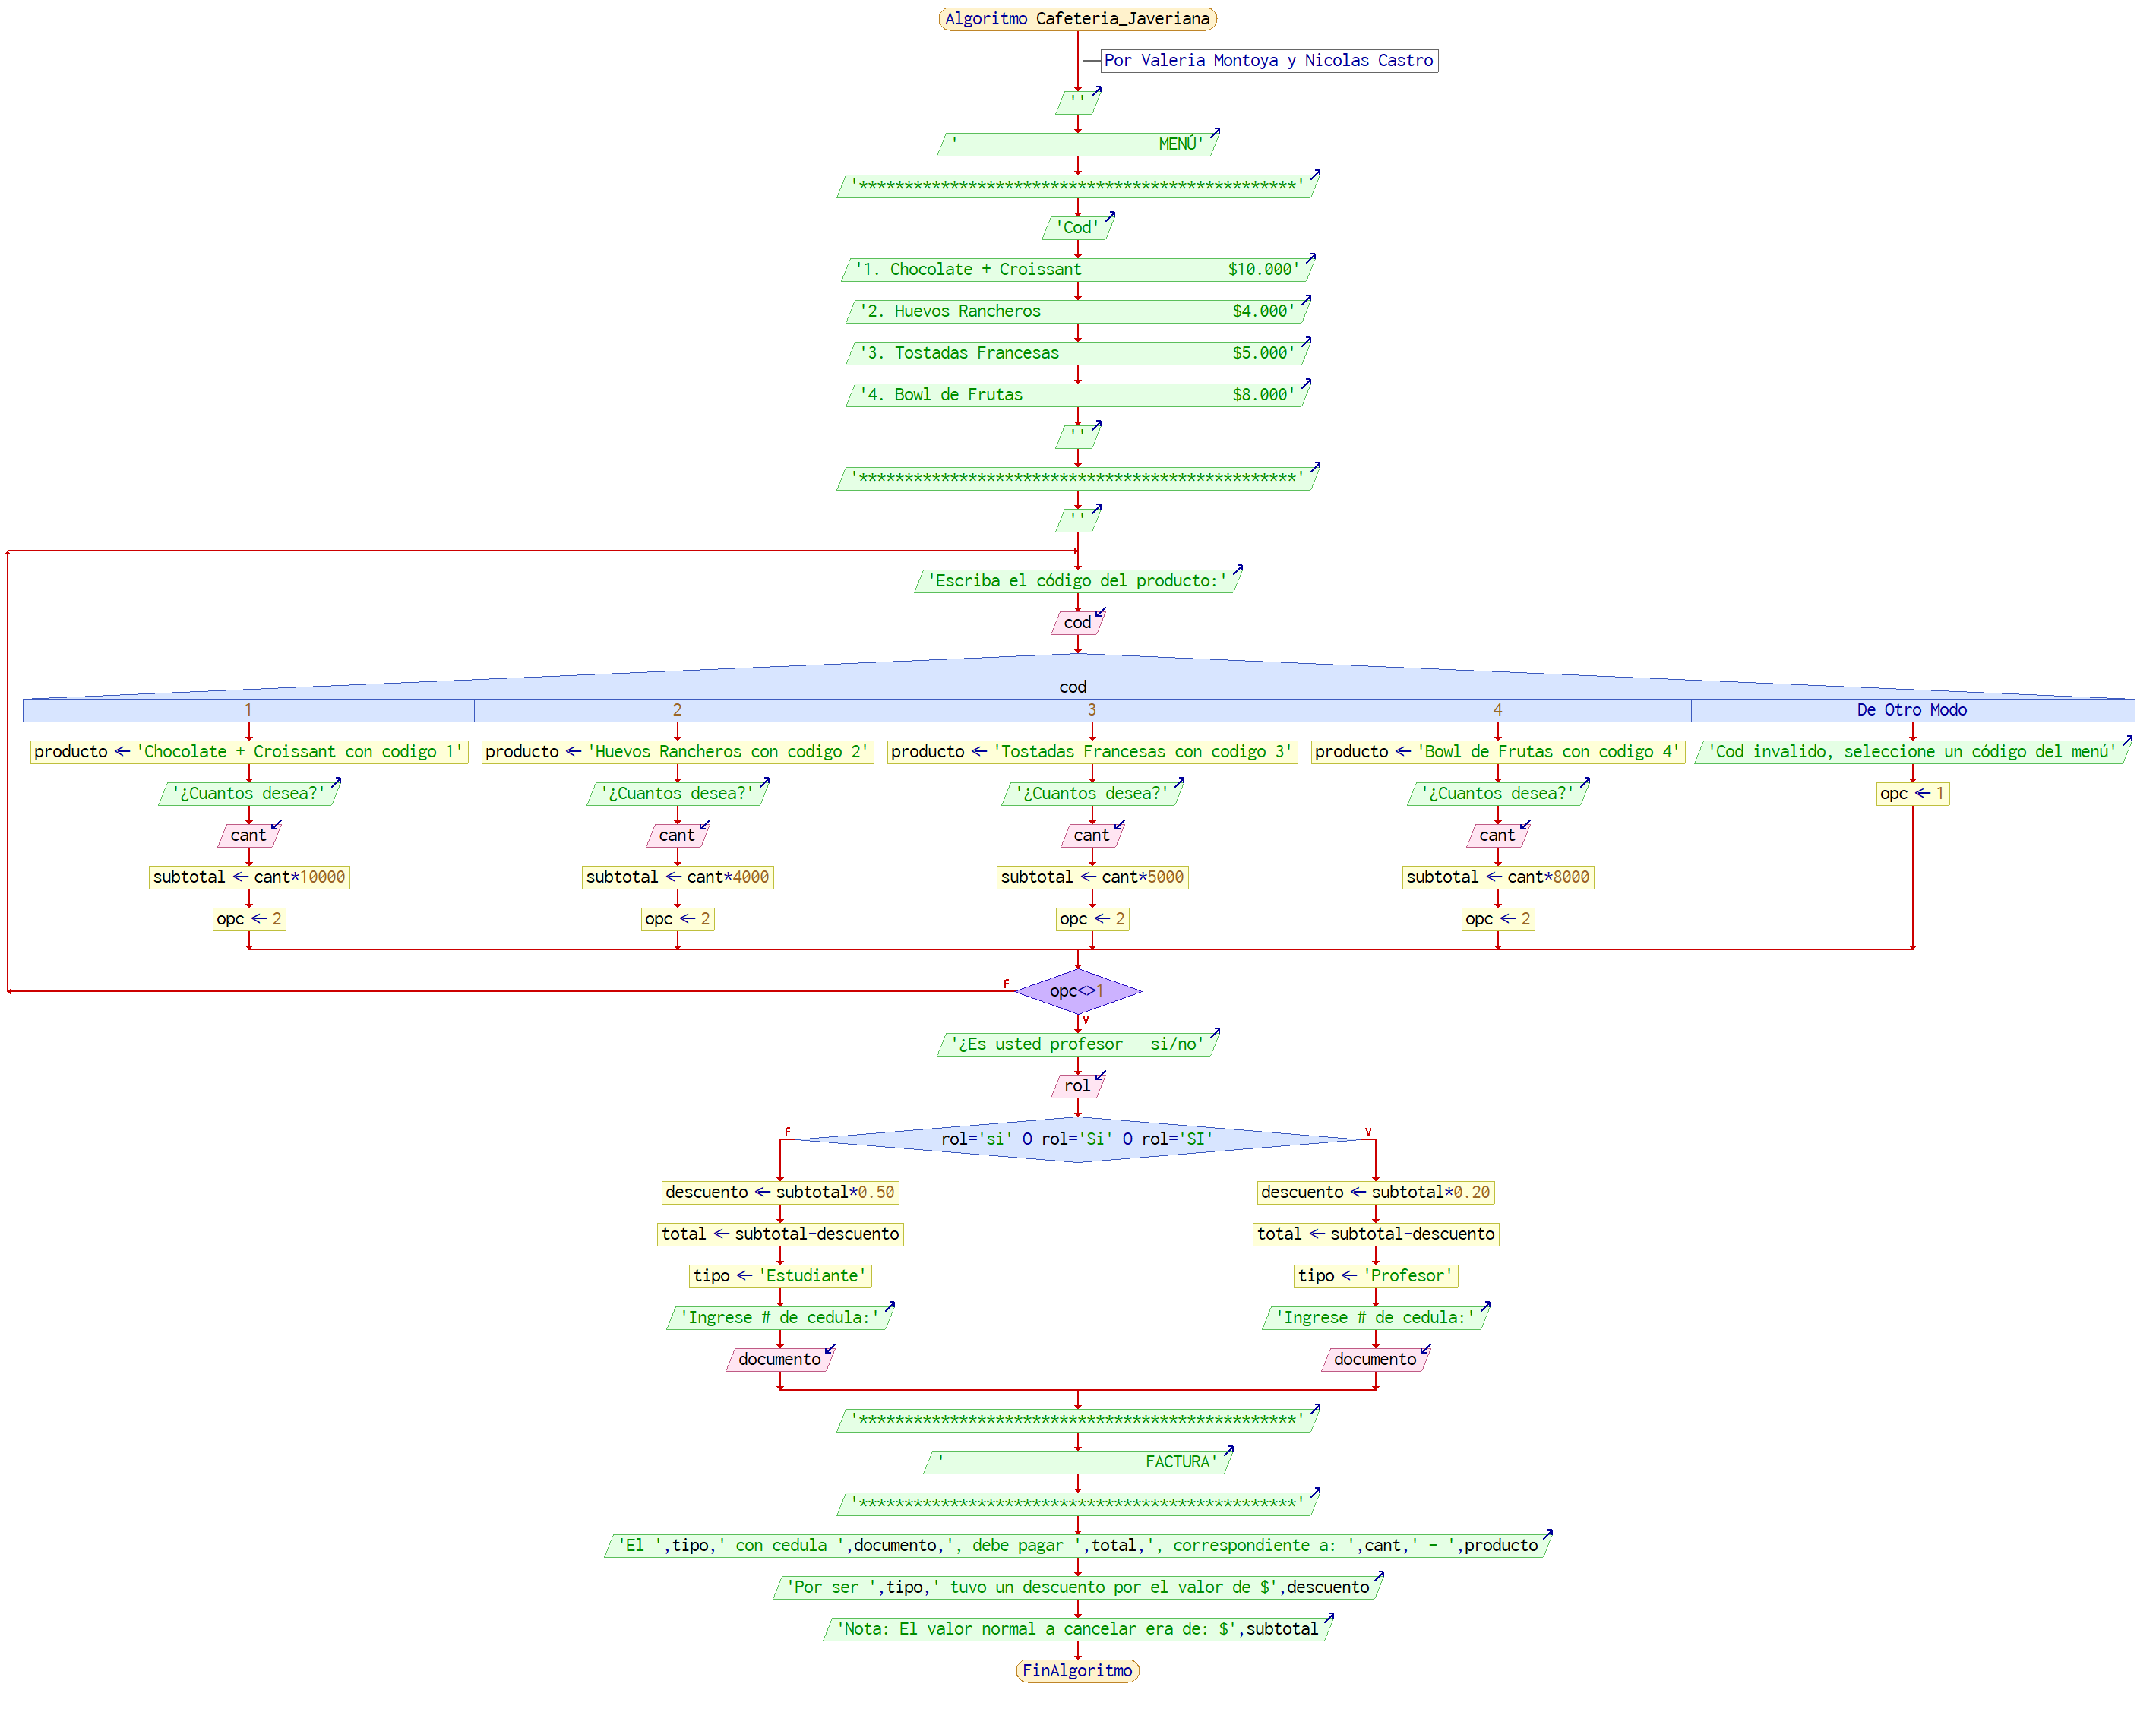 Algoritmo Cafeteria_Javeriana
Por Valeria Montoya y Nicolas Castro
''
'                      MENÚ'
'************************************************'
'Cod'
'1. Chocolate + Croissant                $10.000'
'2. Huevos Rancheros                     $4.000'
'3. Tostadas Francesas                   $5.000'
'4. Bowl de Frutas                       $8.000'
''
'************************************************'
''
'Escriba el código del producto:'
cod
cod
1 2 3 4 De Otro Modo
producto ← 'Chocolate + Croissant con codigo 1' producto ← 'Huevos Rancheros con codigo 2' producto ← 'Tostadas Francesas con codigo 3' producto ← 'Bowl de Frutas con codigo 4' 'Cod invalido, seleccione un código del menú'
'¿Cuantos desea?' '¿Cuantos desea?' '¿Cuantos desea?' '¿Cuantos desea?' opc ← 1
cant cant cant cant
subtotal ← cant*10000 subtotal ← cant*4000 subtotal ← cant*5000 subtotal ← cant*8000
opc ← 2 opc ← 2 opc ← 2 opc ← 2
F opc<>1
V
'¿Es usted profesor   si/no'
rol
F rol='si' O rol='Si' O rol='SI' V
descuento ← subtotal*0.50 descuento ← subtotal*0.20
total ← subtotal-descuento total ← subtotal-descuento
tipo ← 'Estudiante' tipo ← 'Profesor'
'Ingrese # de cedula:' 'Ingrese # de cedula:'
documento documento
'************************************************'
'                      FACTURA'
'************************************************'
'El ',tipo,' con cedula ',documento,', debe pagar ',total,', correspondiente a: ',cant,' - ',producto
'Por ser ',tipo,' tuvo un descuento por el valor de $',descuento
'Nota: El valor normal a cancelar era de: $',subtotal
FinAlgoritmo